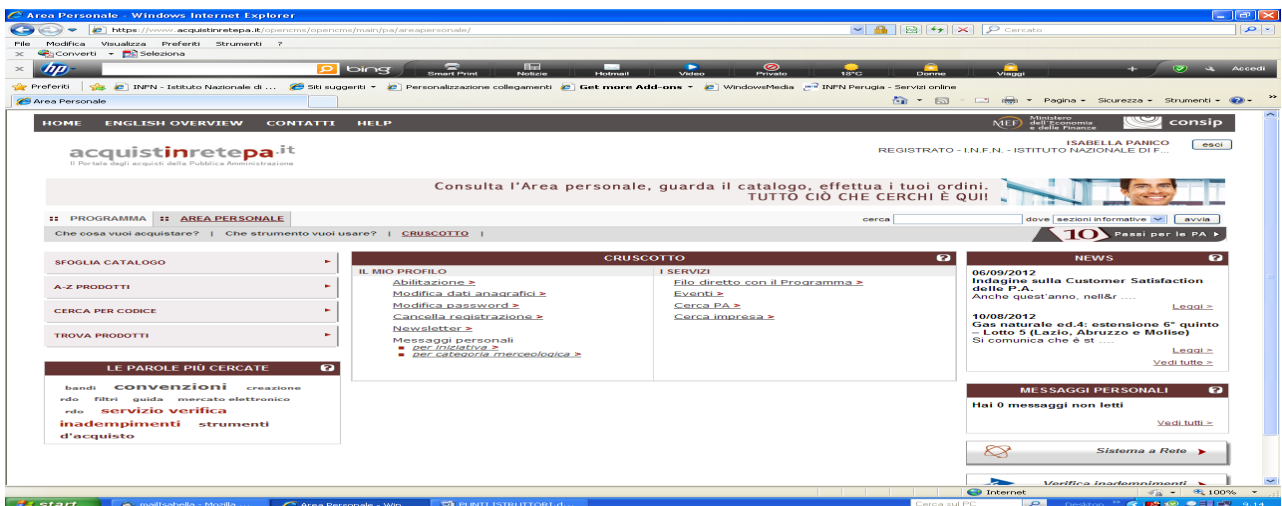 Area Personale - Windows Internet Explorer
https://www.acquistinretepa.it/opencms/opencms/main/pa/areapersonale/
Cercato
File Modifica Visualizza Preferiti Strumenti ?
Converti Seleziona
hp bing Smart Print Notizie Hotmail Video Privato 18°C Donne Viaggi Accedi
Preferiti INFN - Istituto Nazionale di ... Siti suggeriti Personalizzazione collegamenti Get more Add-ons WindowsMedia INFN Perugia - Servizi online
Area Personale Pagina Sicurezza Strumenti
HOME ENGLISH OVERVIEW CONTATTI HELP
MEF Ministero dell'Economia e delle Finanze consip
acquistinretepa.it
Il Portale degli acquisti della Pubblica Amministrazione
ISABELLA PANICO
REGISTRATO - I.N.F.N. - ISTITUTO NAZIONALE DI F...
esci
Consulta l'Area personale, guarda il catalogo, effettua i tuoi ordini.
TUTTO CIÒ CHE CERCHI È QUI!
:: PROGRAMMA :: AREA PERSONALE
cerca dove sezioni informative avvia
Che cosa vuoi acquistare? | Che strumento vuoi usare? | CRUSCOTTO |
10 Passi per le PA
SFOGLIA CATALOGO
A-Z PRODOTTI
CERCA PER CODICE
TROVA PRODOTTI
LE PAROLE PIÙ CERCATE ?
bandi convenzioni creazione
rdo filtri guida mercato elettronico
rdo servizio verifica
inadempimenti strumenti
d'acquisto
CRUSCOTTO ?
IL MIO PROFILO
Abilitazione >
Modifica dati anagrafici >
Modifica password >
Cancella registrazione >
Newsletter >
Messaggi personali
per iniziativa >
per categoria merceologica >
I SERVIZI
Filo diretto con il Programma >
Eventi >
Cerca PA >
Cerca impresa >
NEWS ?
06/09/2012
Indagine sulla Customer Satisfaction
delle P.A.
Anche quest'anno, nell&r ....
Leggi >
10/08/2012
Gas naturale ed.4: estensione 6° quinto
– Lotto 5 (Lazio, Abruzzo e Molise)
Si comunica che è st ....
Leggi >
Vedi tutte >
MESSAGGI PERSONALI ?
Hai 0 messaggi non letti
Vedi tutti >
Sistema a Rete
Verifica inadempimenti
Internet 100%
start mailIsabella - Mozilla ... Area Personale - Win... PUNTI ISTRUTTORI.d... Cerca sul PC Desktop 9.14